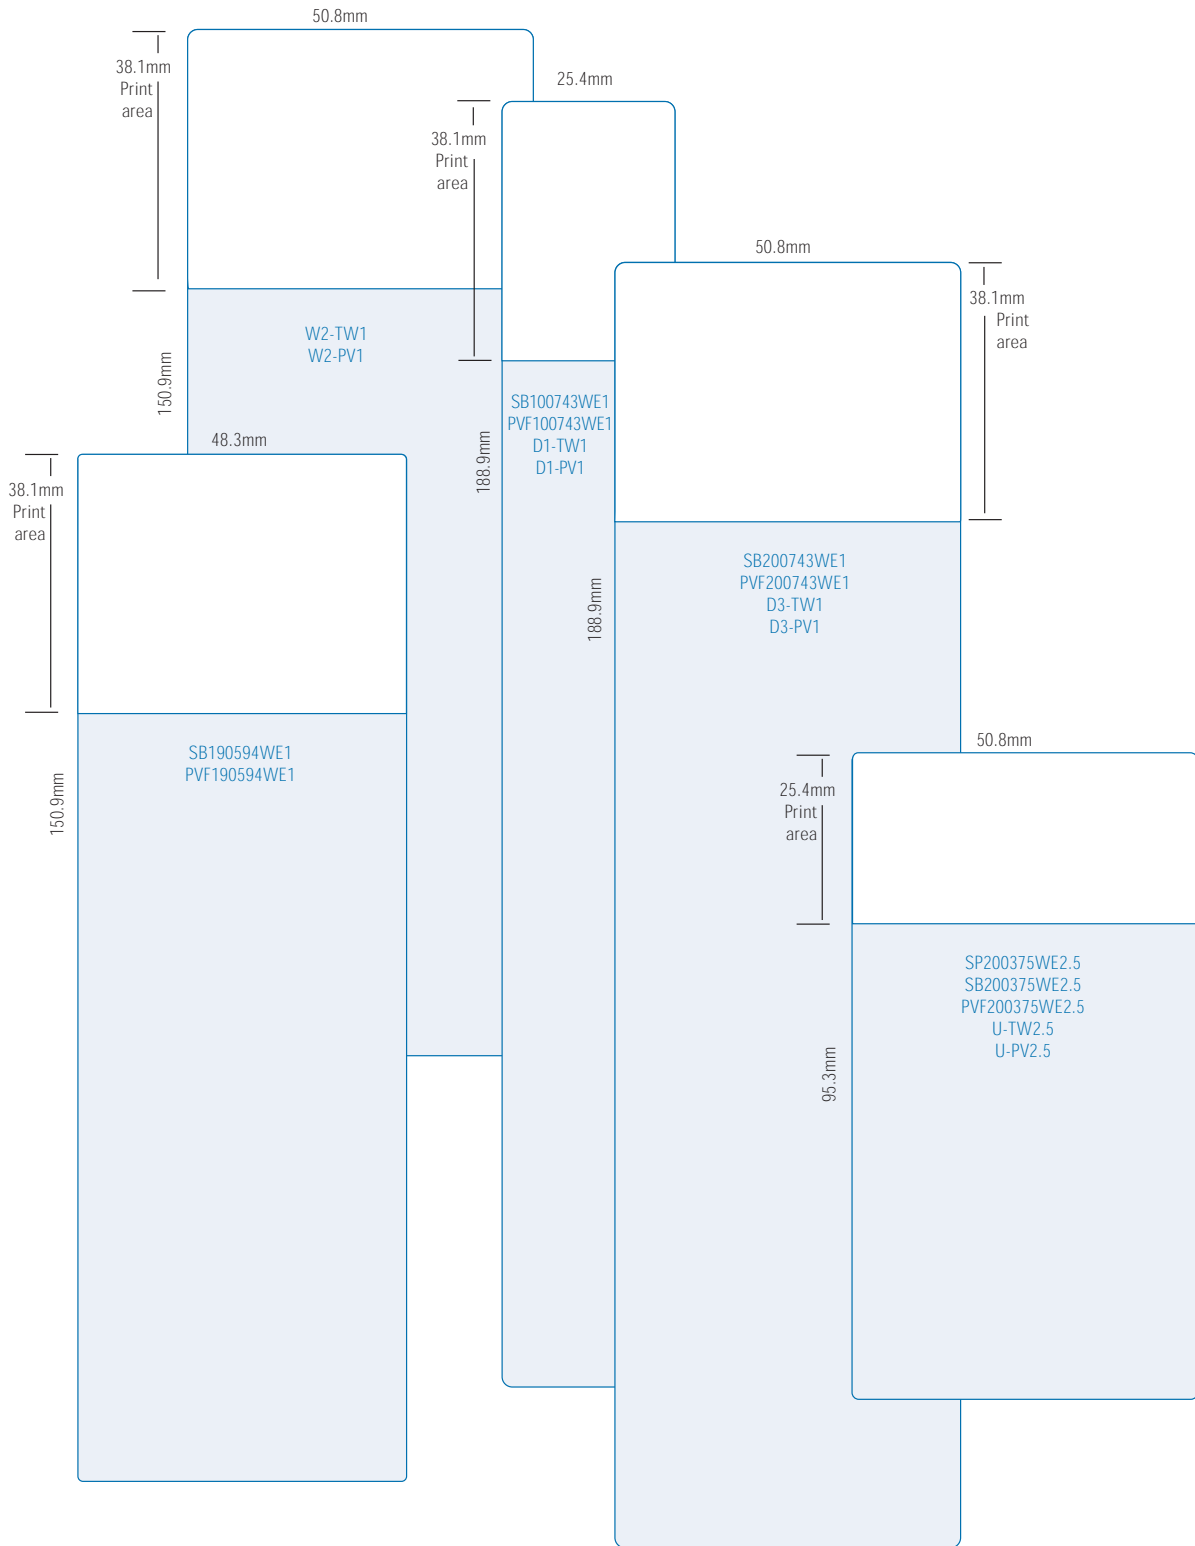 50.8mm
38.1mm
Print
area
150.9mm
W2-TW1
W2-PV1
25.4mm
38.1mm
Print
area
188.9mm
SB100743WE1
PVF100743WE1
D1-TW1
D1-PV1
50.8mm
38.1mm
Print
area
188.9mm
SB200743WE1
PVF200743WE1
D3-TW1
D3-PV1
48.3mm
38.1mm
Print
area
150.9mm
SB190594WE1
PVF190594WE1
50.8mm
25.4mm
Print
area
95.3mm
SP200375WE2.5
SB200375WE2.5
PVF200375WE2.5
U-TW2.5
U-PV2.5